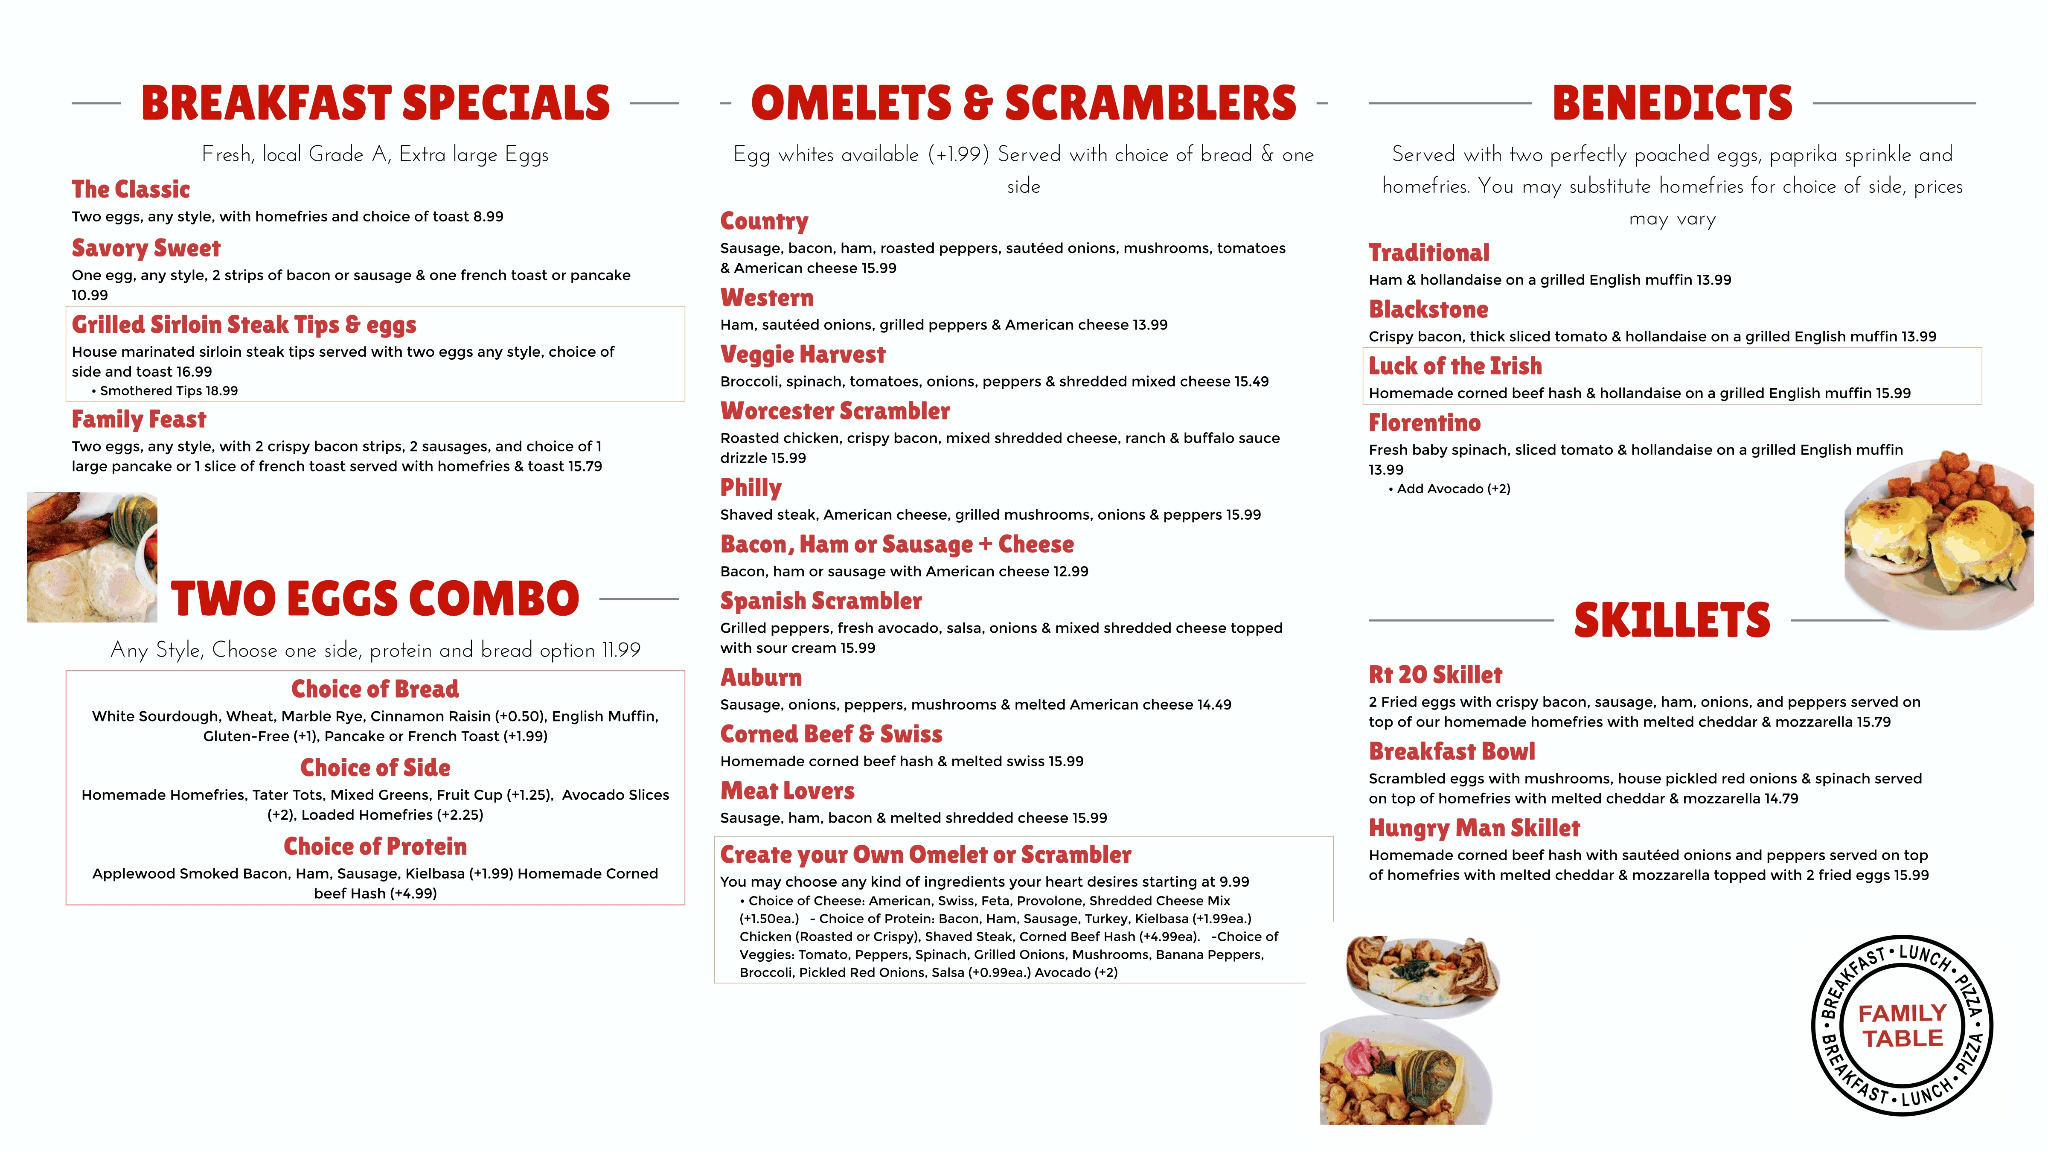 BREAKFAST SPECIALS
Fresh, local Grade A, Extra large Eggs
The Classic
Two eggs, any style, with homefries and choice of toast 8.99
Savory Sweet
One egg, any style, 2 strips of bacon or sausage & one french toast or pancake
10.99
Grilled Sirloin Steak Tips & eggs
House marinated sirloin steak tips served with two eggs any style, choice of
side and toast 16.99
• Smothered Tips 18.99
Family Feast
Two eggs, any style, with 2 crispy bacon strips, 2 sausages, and choice of 1
large pancake or 1 slice of french toast served with homefries & toast 15.79
TWO EGGS COMBO
Any Style, Choose one side, protein and bread option 11.99
Choice of Bread
White Sourdough, Wheat, Marble Rye, Cinnamon Raisin (+0.50), English Muffin,
Gluten-Free (+1), Pancake or French Toast (+1.99)
Choice of Side
Homemade Homefries, Tater Tots, Mixed Greens, Fruit Cup (+1.25), Avocado Slices
(+2), Loaded Homefries (+2.25)
Choice of Protein
Applewood Smoked Bacon, Ham, Sausage, Kielbasa (+1.99) Homemade Corned
beef Hash (+4.99)
OMELETS & SCRAMBLERS
Egg whites available (+1.99) Served with choice of bread & one
side
Country
Sausage, bacon, ham, roasted peppers, sautéed onions, mushrooms, tomatoes
& American cheese 15.99
Western
Ham, sautéed onions, grilled peppers & American cheese 13.99
Veggie Harvest
Broccoli, spinach, tomatoes, onions, peppers & shredded mixed cheese 15.49
Worcester Scrambler
Roasted chicken, crispy bacon, mixed shredded cheese, ranch & buffalo sauce
drizzle 15.99
Philly
Shaved steak, American cheese, grilled mushrooms, onions & peppers 15.99
Bacon, Ham or Sausage + Cheese
Bacon, ham or sausage with American cheese 12.99
Spanish Scrambler
Grilled peppers, fresh avocado, salsa, onions & mixed shredded cheese topped
with sour cream 15.99
Auburn
Sausage, onions, peppers, mushrooms & melted American cheese 14.49
Corned Beef & Swiss
Homemade corned beef hash & melted swiss 15.99
Meat Lovers
Sausage, ham, bacon & melted shredded cheese 15.99
Create your Own Omelet or Scrambler
You may choose any kind of ingredients your heart desires starting at 9.99
• Choice of Cheese: American, Swiss, Feta, Provolone, Shredded Cheese Mix
(+1.50ea.) - Choice of Protein: Bacon, Ham, Sausage, Turkey, Kielbasa (+1.99ea.)
Chicken (Roasted or Crispy), Shaved Steak, Corned Beef Hash (+4.99ea). -Choice of
Veggies: Tomato, Peppers, Spinach, Grilled Onions, Mushrooms, Banana Peppers,
Broccoli, Pickled Red Onions, Salsa (+0.99ea.) Avocado (+2)
BENEDICTS
Served with two perfectly poached eggs, paprika sprinkle and
homefries. You may substitute homefries for choice of side, prices
may vary
Traditional
Ham & hollandaise on a grilled English muffin 13.99
Blackstone
Crispy bacon, thick sliced tomato & hollandaise on a grilled English muffin 13.99
Luck of the Irish
Homemade corned beef hash & hollandaise on a grilled English muffin 15.99
Florentino
Fresh baby spinach, sliced tomato & hollandaise on a grilled English muffin
13.99
• Add Avocado (+2)
SKILLETS
Rt 20 Skillet
2 Fried eggs with crispy bacon, sausage, ham, onions, and peppers served on
top of our homemade homefries with melted cheddar & mozzarella 15.79
Breakfast Bowl
Scrambled eggs with mushrooms, house pickled red onions & spinach served
on top of homefries with melted cheddar & mozzarella 14.79
Hungry Man Skillet
Homemade corned beef hash with sautéed onions and peppers served on top
of homefries with melted cheddar & mozzarella topped with 2 fried eggs 15.99
• BREAKFAST • LUNCH • PIZZA •
FAMILY
TABLE
BREAKFAST • LUNCH • PIZZA